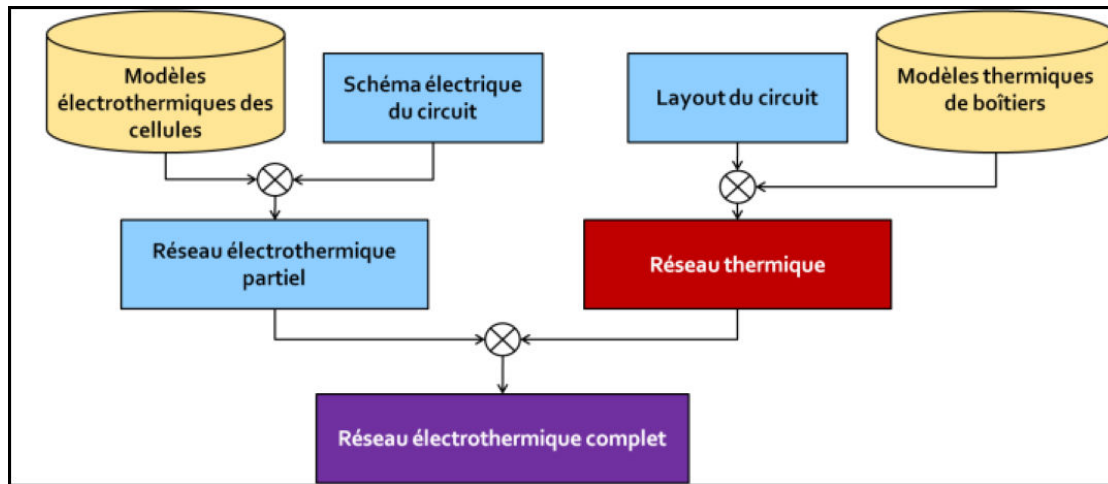 Modèles
électrothermiques des
cellules
Schéma électrique
du circuit
Layout du circuit
Modèles thermiques
de boîtiers
Réseau électrothermique
partiel
Réseau thermique
Réseau électrothermique complet